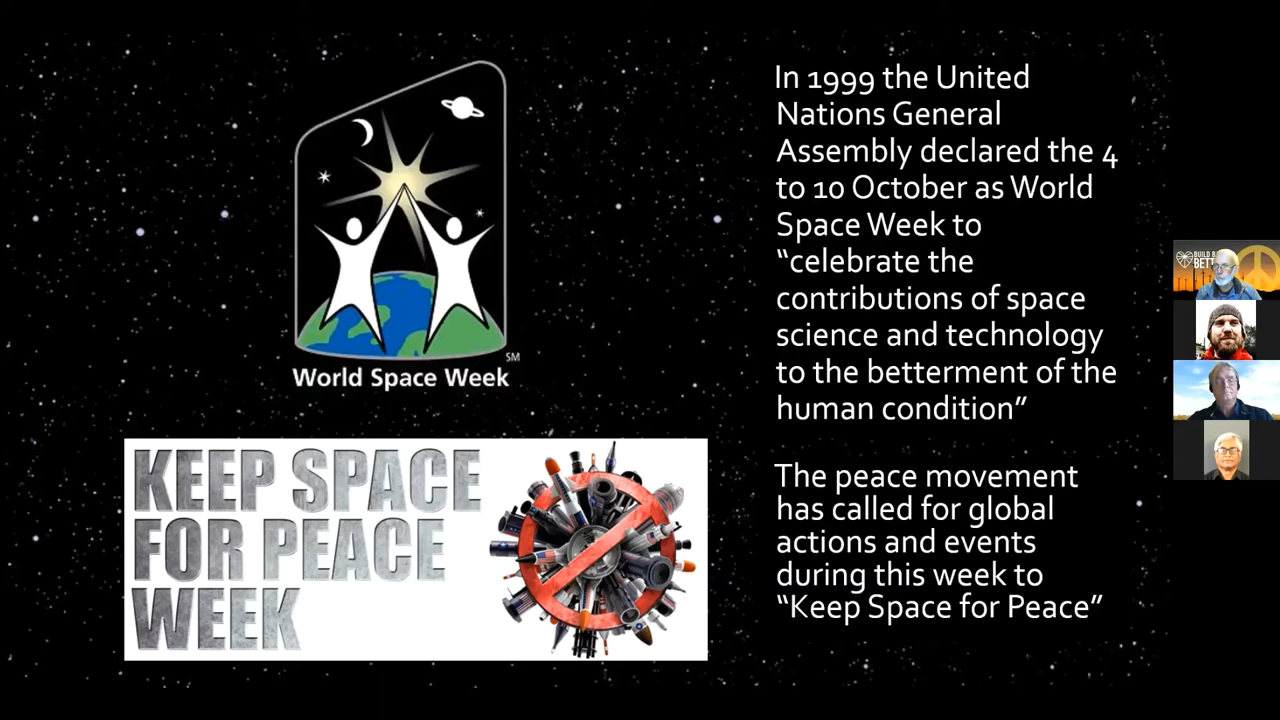 SM
World Space Week
KEEP SPACE
FOR PEACE
WEEK
In 1999 the United
Nations General
Assembly declared the 4
to 10 October as World
Space Week to
“celebrate the
contributions of space
science and technology
to the betterment of the
human condition”
The peace movement
has called for global
actions and events
during this week to
“Keep Space for Peace”
BUILD